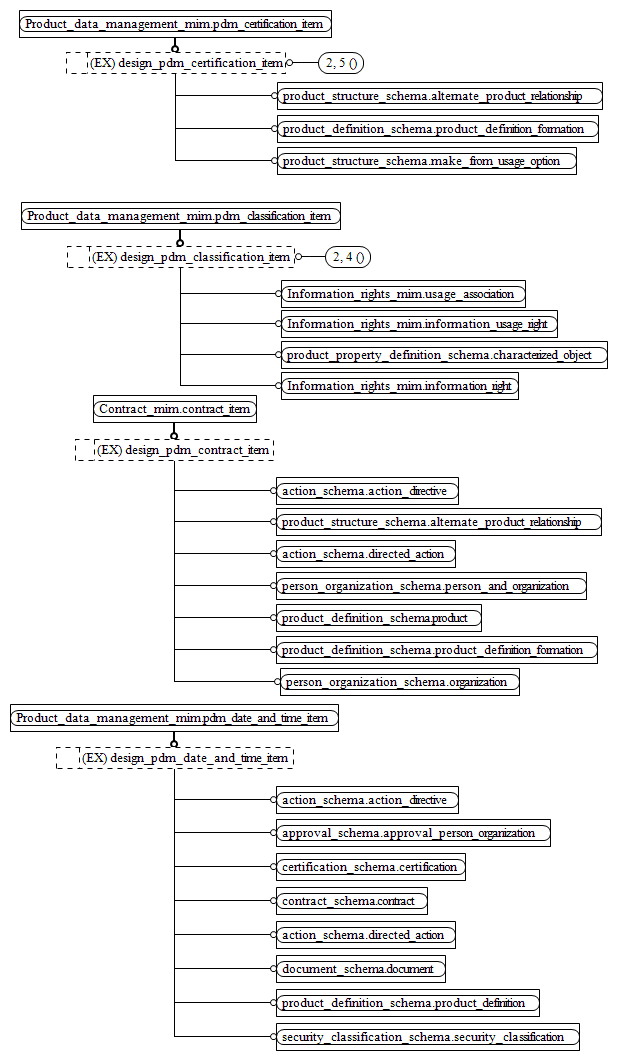 Product_data_management_mim.pdm_certification_item
(EX) design_pdm_certification_item
2, 5 ()
product_structure_schema.alternate_product_relationship
product_definition_schema.product_definition_formation
product_structure_schema.make_from_usage_option
Product_data_management_mim.pdm_classification_item
(EX) design_pdm_classification_item
2, 4 ()
Information_rights_mim.usage_association
Information_rights_mim.information_usage_right
product_property_definition_schema.characterized_object
Information_rights_mim.information_right
Contract_mim.contract_item
(EX) design_pdm_contract_item
action_schema.action_directive
product_structure_schema.alternate_product_relationship
action_schema.directed_action
person_organization_schema.person_and_organization
product_definition_schema.product
product_definition_schema.product_definition_formation
person_organization_schema.organization
Product_data_management_mim.pdm_date_and_time_item
(EX) design_pdm_date_and_time_item
action_schema.action_directive
approval_schema.approval_person_organization
certification_schema.certification
contract_schema.contract
action_schema.directed_action
document_schema.document
product_definition_schema.product_definition
security_classification_schema.security_classification